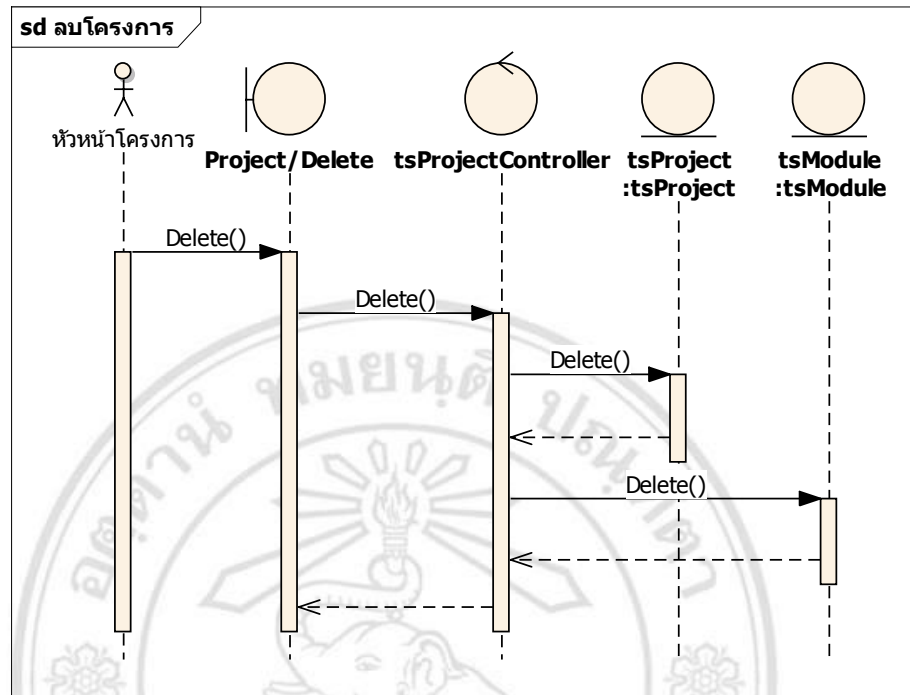 sd ลบโครงการ
หัวหน้าโครงการ
Project/Delete
tsProjectController
tsProject
:tsProject
tsModule
:tsModule
Delete()
Delete()
Delete()
Delete()